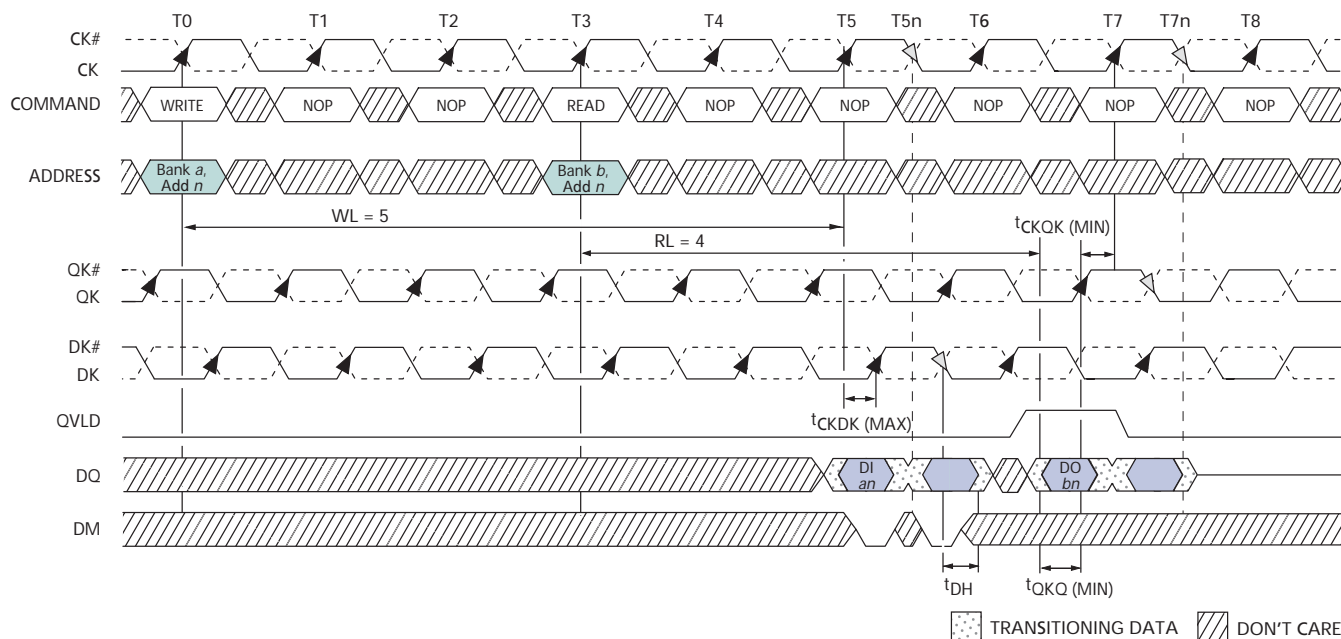 T0 T1 T2 T3 T4 T5 T5n T6 T7 T7n T8
CK#
CK
COMMAND WRITE NOP NOP READ NOP NOP NOP NOP NOP
ADDRESS Bank a, Add n Bank b, Add n
WL = 5
tCKQK (MIN)
RL = 4
QK#
QK
DK#
DK
tCKDK (MAX)
QVLD
DQ DI an DO bn
DM
tDH tQKQ (MIN)
TRANSITIONING DATA DON'T CARE